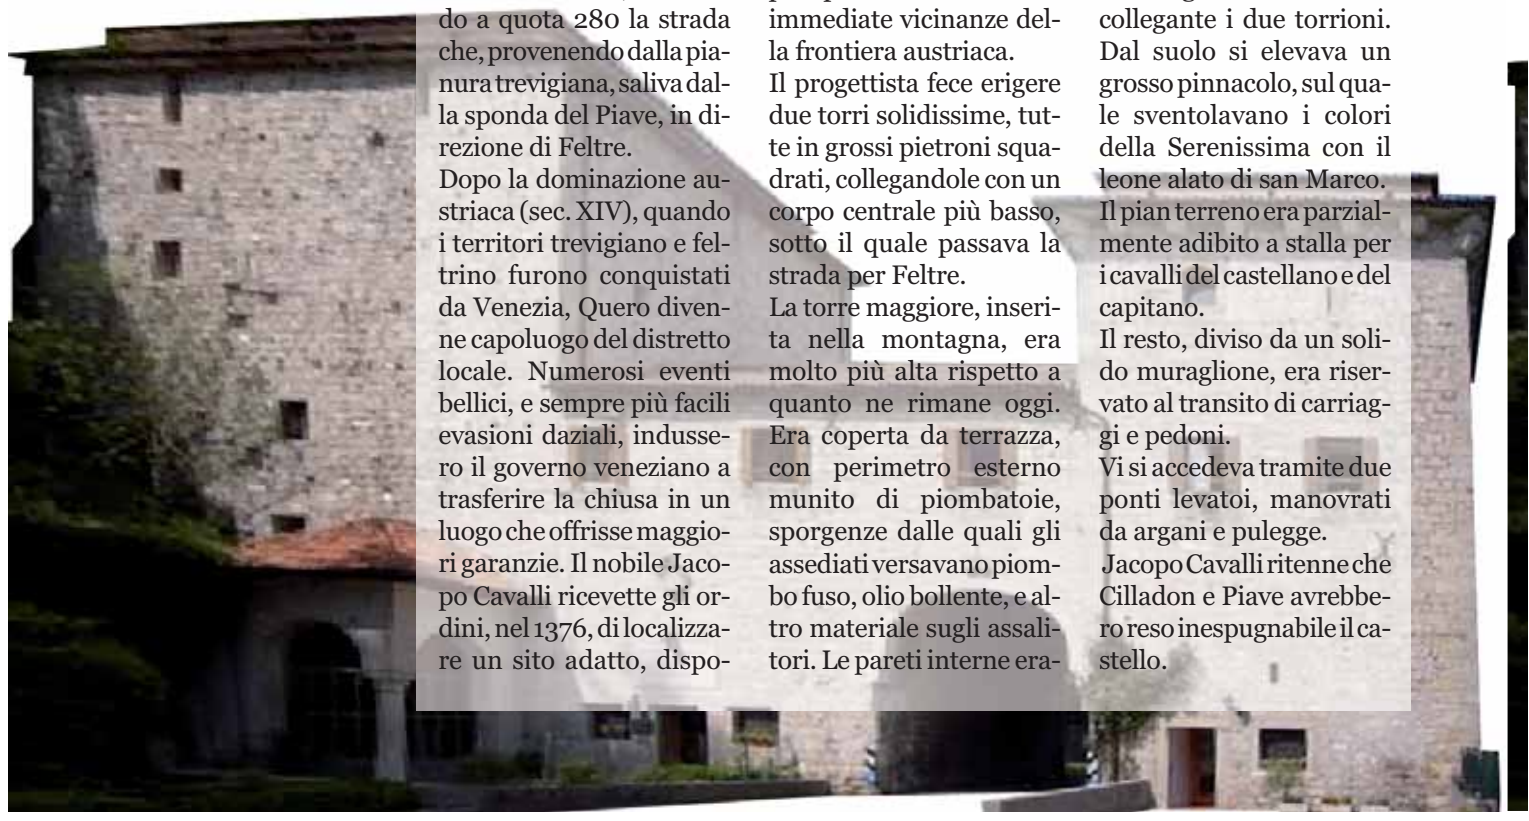 do a quota 280 la strada
che, provenendo dalla pia-
nura trevigiana, saliva dal-
la sponda del Piave, in di-
rezione di Feltre.
Dopo la dominazione au-
striaca (sec. XIV), quando
i territori trevigiano e fel-
trino furono conquistati
da Venezia, Quero diven-
ne capoluogo del distretto
locale. Numerosi eventi
bellici, e sempre più facili
evasioni daziali, indusse-
ro il governo veneziano a
trasferire la chiusa in un
luogo che offrisse maggio-
ri garanzie. Il nobile Jaco-
po Cavalli ricevette gli or-
dini, nel 1376, di localizza-
re un sito adatto, dispo-
immediate vicinanze del-
la frontiera austriaca.
Il progettista fece erigere
due torri solidissime, tut-
te in grossi pietroni squa-
drati, collegandole con un
corpo centrale più basso,
sotto il quale passava la
strada per Feltre.
La torre maggiore, inseri-
ta nella montagna, era
molto più alta rispetto a
quanto ne rimane oggi.
Era coperta da terrazza,
con perimetro esterno
munito di piombatoie,
sporgenze dalle quali gli
assediati versavano piom-
bo fuso, olio bollente, e al-
tro materiale sugli assali-
tori. Le pareti interne era-
collegante i due torrioni.
Dal suolo si elevava un
grosso pinnacolo, sul qua-
le sventolavano i colori
della Serenissima con il
leone alato di san Marco.
Il pian terreno era parzial-
mente adibito a stalla per
i cavalli del castellano e del
capitano.
Il resto, diviso da un soli-
do muraglione, era riser-
vato al transito di carriag-
gi e pedoni.
Vi si accedeva tramite due
ponti levatoi, manovrati
da argani e pulegge.
Jacopo Cavalli ritenne che
Cilladon e Piave avrebbe-
ro reso inespugnabile il ca-
stello.